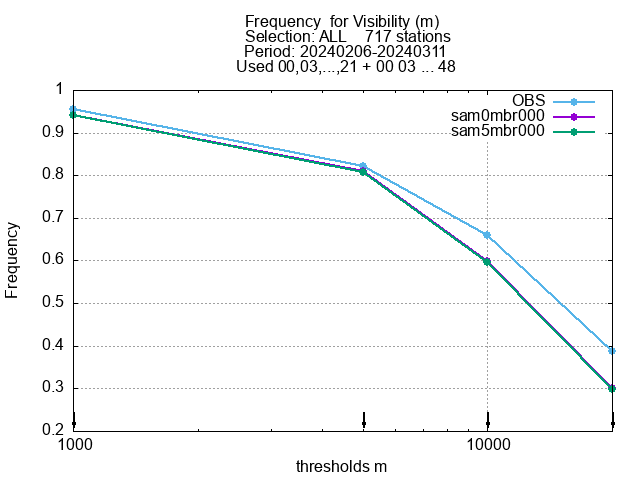 Frequency  for Visibility (m)
Selection: ALL    717 stations
Period: 20240206-20240311
Used 00,03,...,21 + 00 03 ... 48
OBS
sam0mbr000
sam5mbr000
1
0.9
0.8
0.7
0.6
0.5
0.4
0.3
0.2
Frequency
1000
10000
thresholds m